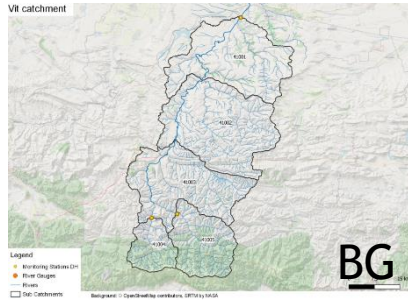 Vit catchment
41001
41002
41003
41004
41005
Legend
Monitoring Stations DH
River Gauges
Rivers
Sub Catchments
Background: © OpenStreetMap contributors, SRTM by NASA
BG